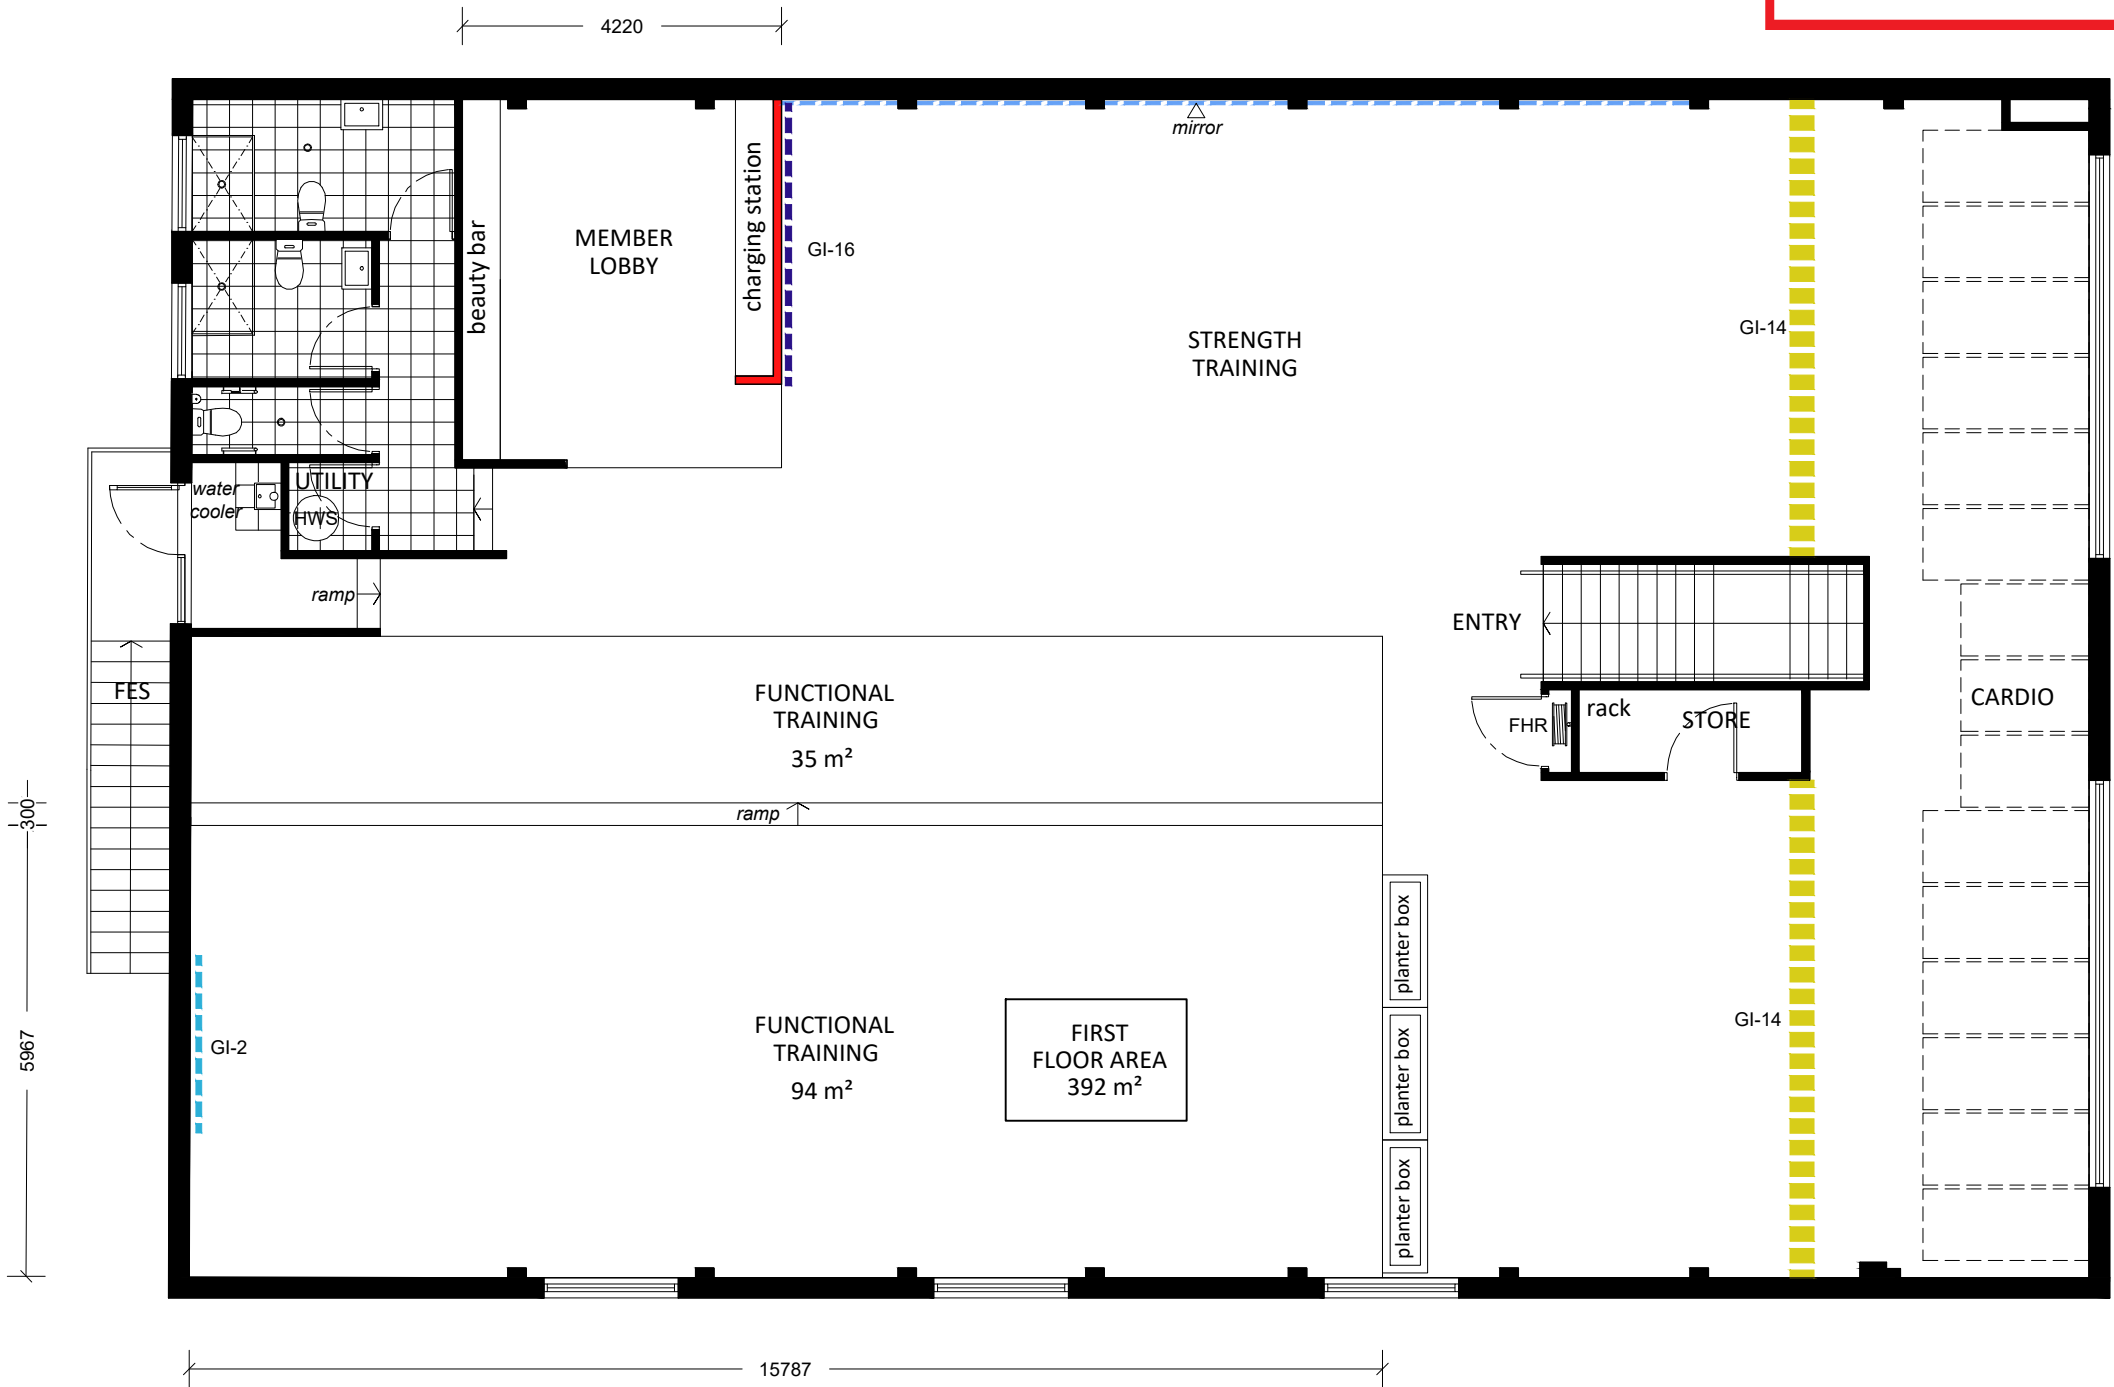 4220
mirror
beauty bar
MEMBER
LOBBY
charging station
GI-16
GI-14
STRENGTH
TRAINING
water
cooler
UTILITY
HWS
ramp
ENTRY
FES
FUNCTIONAL
TRAINING
35 m²
FHR
rack
STORE
CARDIO
300
ramp
planter box
planter box
planter box
FUNCTIONAL
TRAINING
94 m²
FIRST
FLOOR AREA
392 m²
GI-14
GI-2
5967
15787